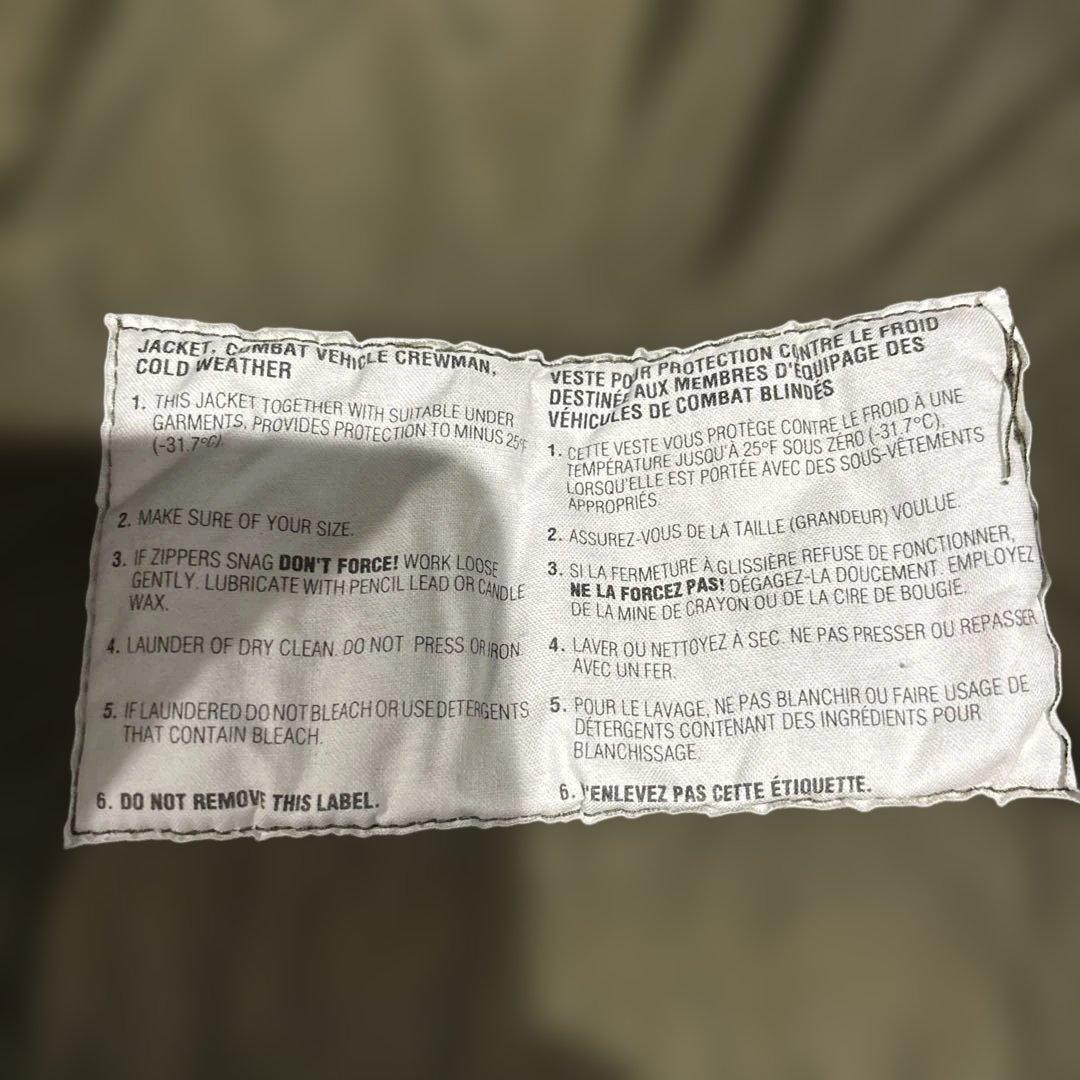 JACKET, COMBAT VEHICLE CREWMAN,
COLD WEATHER
1. THIS JACKET TOGETHER WITH SUITABLE UNDER
GARMENTS, PROVIDES PROTECTION TO MINUS 25°F
(-31.7°C).
2. MAKE SURE OF YOUR SIZE.
3. IF ZIPPERS SNAG DON'T FORCE! WORK LOOSE
GENTLY. LUBRICATE WITH PENCIL LEAD OR CANDLE
WAX.
4. LAUNDER OF DRY CLEAN. DO NOT PRESS OR IRON
5. IF LAUNDERED DO NOT BLEACH OR USE DETERGENTS
THAT CONTAIN BLEACH.
6. DO NOT REMOVE THIS LABEL.
VESTE POUR PROTECTION CONTRE LE FROID
DESTINÉE AUX MEMBRES D'ÉQUIPAGE DES
VÉHICULES DE COMBAT BLINDÉS
1. CETTE VESTE VOUS PROTÈGE CONTRE LE FROID À UNE
TEMPÉRATURE JUSQU'À 25°F SOUS ZÉRO (-31.7°C),
LORSQU'ELLE EST PORTÉE AVEC DES SOUS-VÊTEMENTS
APPROPRIÉS.
2. ASSUREZ-VOUS DE LA TAILLE (GRANDEUR) VOULUE.
3. SI LA FERMETURE À GLISSIÈRE REFUSE DE FONCTIONNER,
NE LA FORCEZ PAS! DÉGAGEZ-LA DOUCEMENT. EMPLOYEZ
DE LA MINE DE CRAYON OU DE LA CIRE DE BOUGIE.
4. LAVER OU NETTOYEZ À SEC NE PAS PRESSER OU REPASSER
AVEC UN FER.
5. POUR LE LAVAGE, NE PAS BLANCHIR OU FAIRE USAGE DE
DÉTERGENTS CONTENANT DES INGRÉDIENTS POUR
BLANCHISSAGE.
6. N'ENLEVEZ PAS CETTE ÉTIQUETTE.